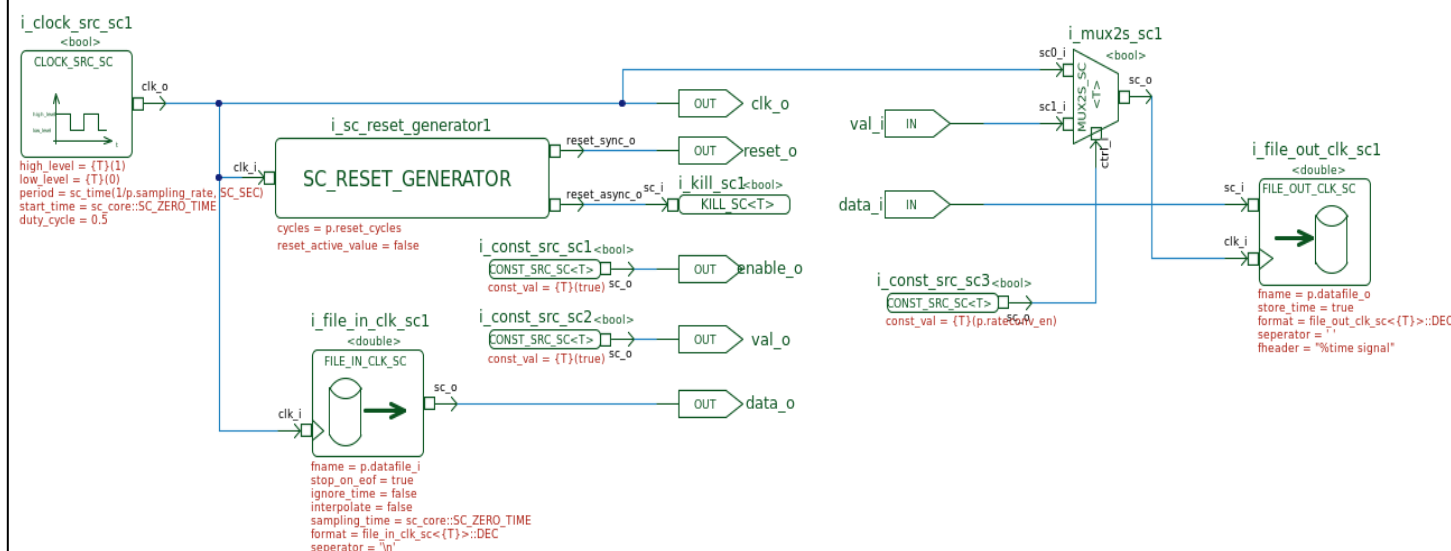 i_clock_src_sc1
<bool>
CLOCK_SRC_SC
high_level
low_level
t
clk_o
high_level = {T}(1)
low_level = {T}(0)
period = sc_time(1/p.sampling_rate, SC_SEC)
start_time = sc_core::SC_ZERO_TIME
duty_cycle = 0.5
i_sc_reset_generator1
clk_i
SC_RESET_GENERATOR
reset_sync_o
reset_async_o
cycles = p.reset_cycles
reset_active_value = false
OUT
clk_o
OUT
reset_o
sc_i
i_kill_sc1
<bool>
KILL_SC<T>
i_const_src_sc1
<bool>
CONST_SRC_SC<T>
sc_o
const_val = {T}(true)
OUT
enable_o
i_const_src_sc2
<bool>
CONST_SRC_SC<T>
sc_o
const_val = {T}(true)
OUT
val_o
i_file_in_clk_sc1
<double>
FILE_IN_CLK_SC
clk_i
sc_o
OUT
data_o
fname = p.datafile_i
stop_on_eof = true
ignore_time = false
interpolate = false
sampling_time = sc_core::SC_ZERO_TIME
format = file_in_clk_sc<{T}>::DEC
seperator = '\n'
i_mux2s_sc1
<bool>
sc0_i
sc1_i
MUX2S_SC
<T>
sc_o
ctrl_i
val_i
IN
data_i
IN
i_const_src_sc3
<bool>
CONST_SRC_SC<T>
sc_o
const_val = {T}(p.rateconv_en)
i_file_out_clk_sc1
<double>
FILE_OUT_CLK_SC
sc_i
clk_i
fname = p.datafile_o
store_time = true
format = file_out_clk_sc<{T}>::DEC
seperator = ' '
fheader = "%time signal"